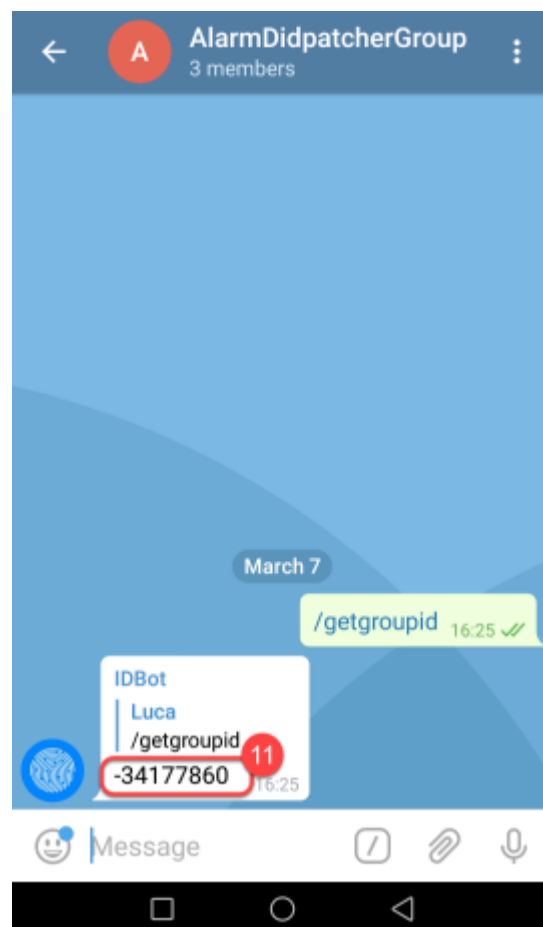 A
AlarmDidpatcherGroup
3 members
March 7
/getgroupid 16:25
IDBot
Luca
/getgroupid
11
-34177860 16:25
Message